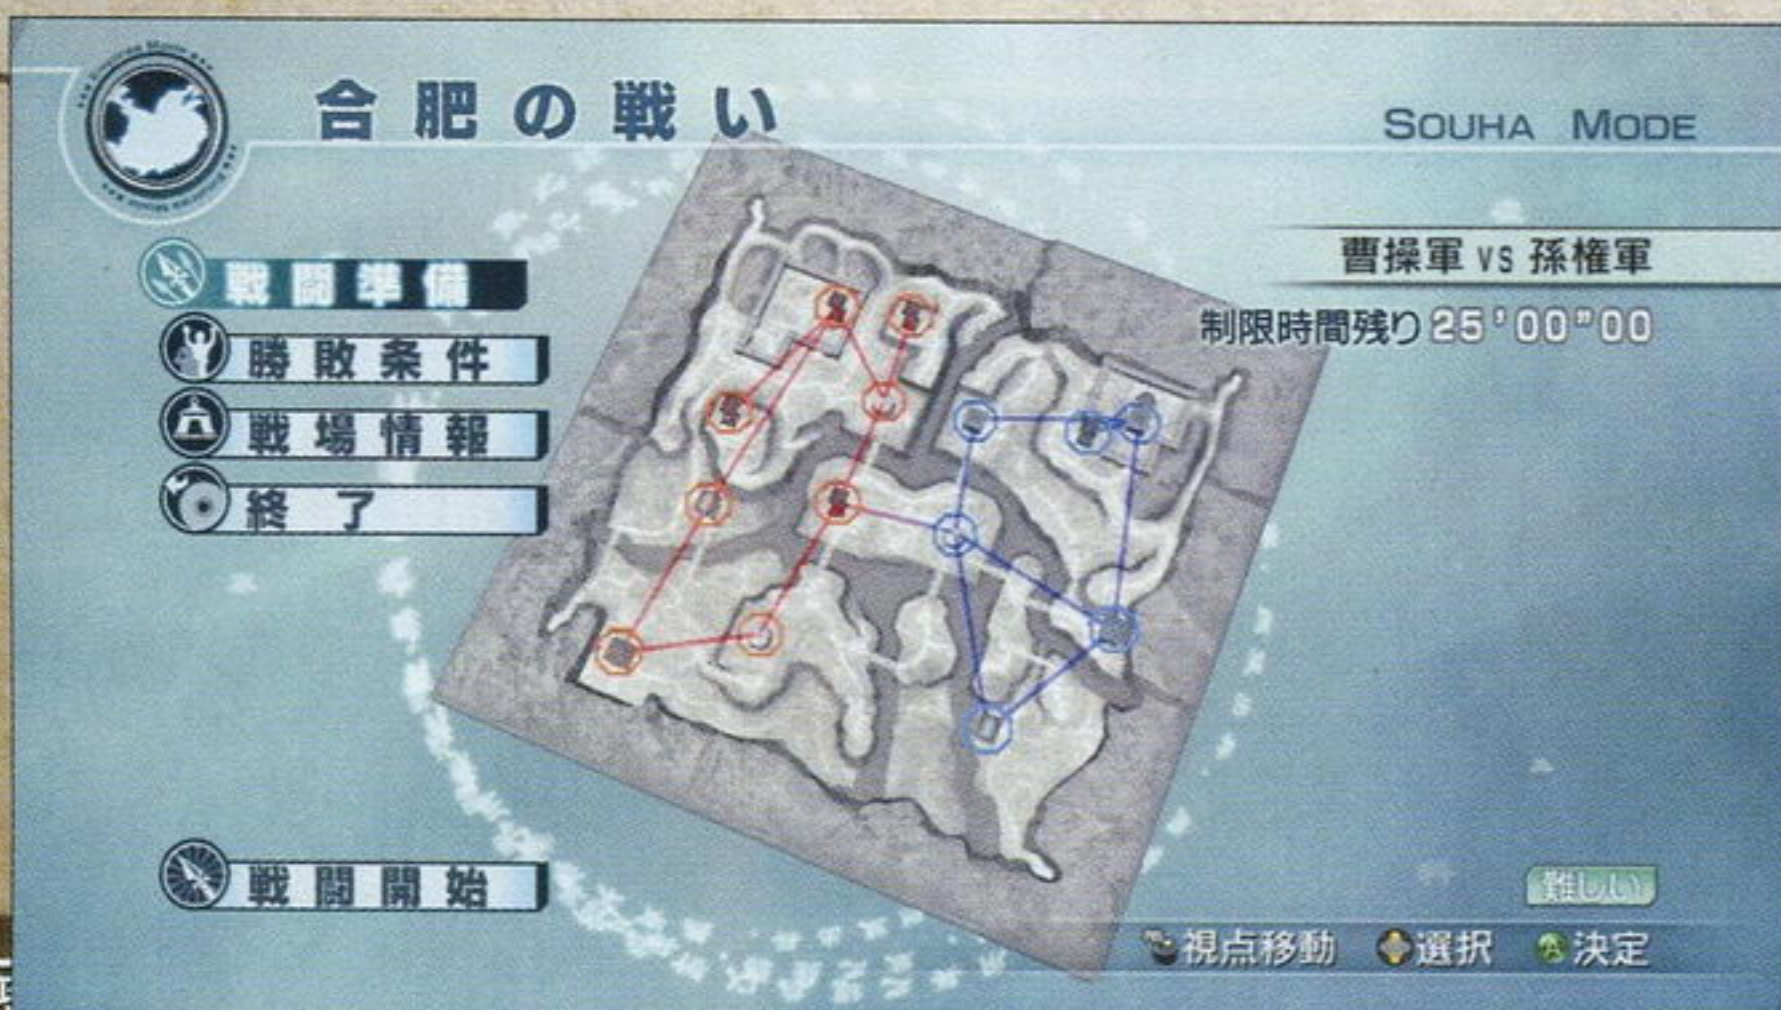 合肥の戦い
SOUHA MODE
曹操軍 VS 孫権軍
制限時間残り 25'00"00
戦闘準備
勝敗条件
戦場情報
終了
戦闘開始
難しい
視点移動 選択 決定